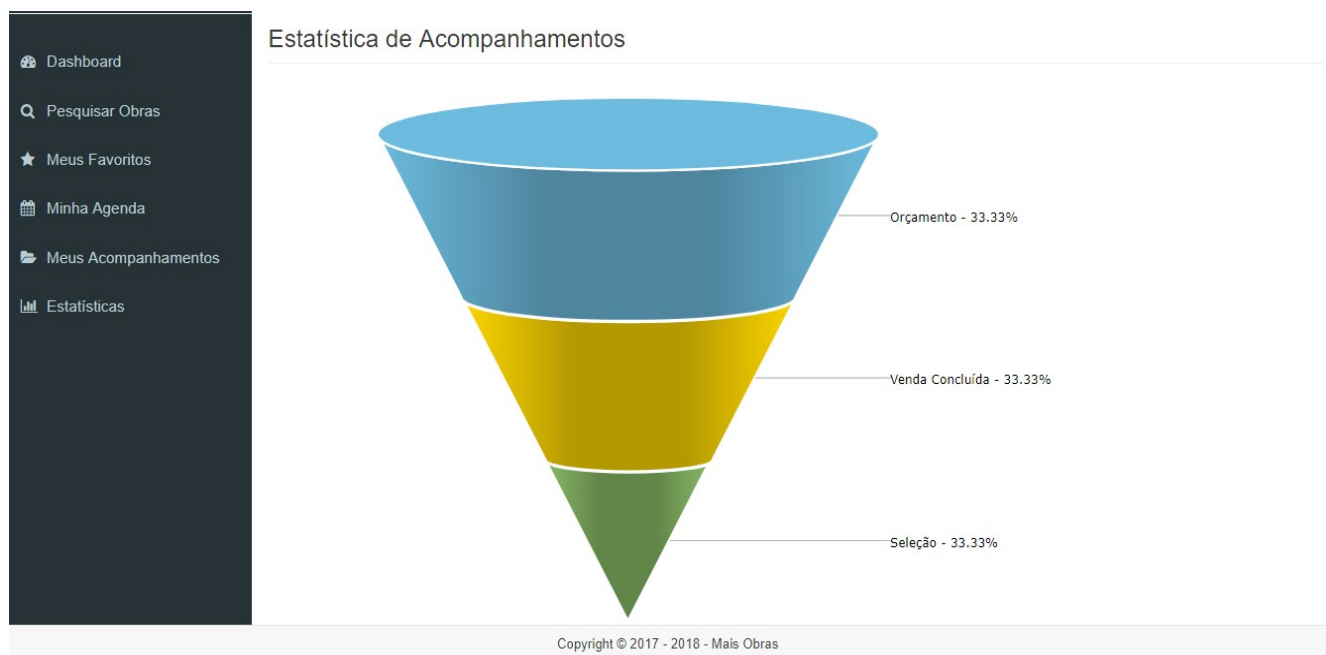 Dashboard
Pesquisar Obras
Meus Favoritos
Minha Agenda
Meus Acompanhamentos
Estatísticas
Estatística de Acompanhamentos
Orçamento - 33.33%
Venda Concluída - 33.33%
Seleção - 33.33%
Copyright © 2017 - 2018 - Mais Obras